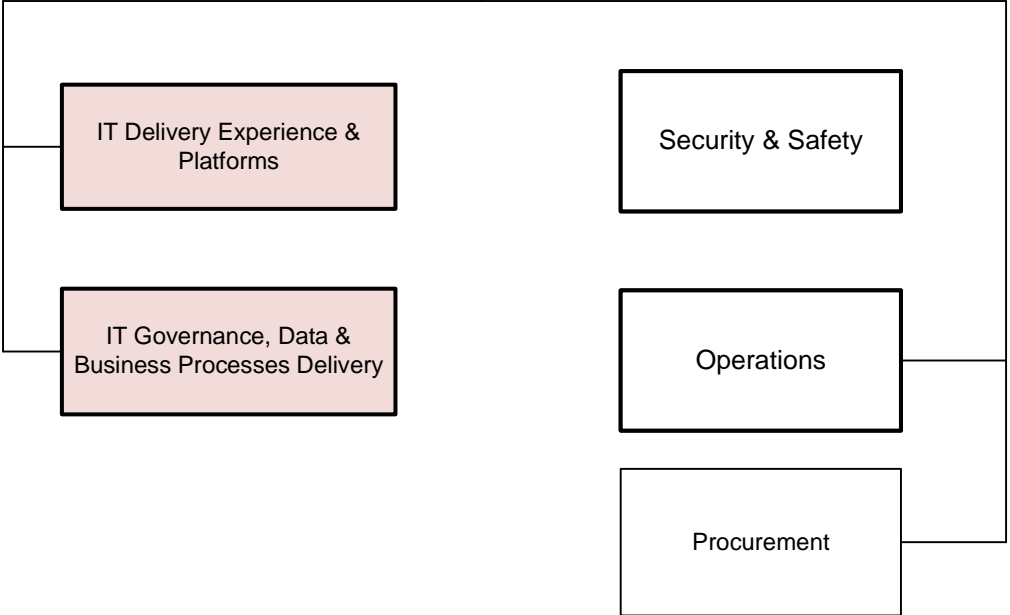 IT Delivery Experience &
Platforms
Security & Safety
IT Governance, Data &
Business Processes Delivery
Operations
Procurement